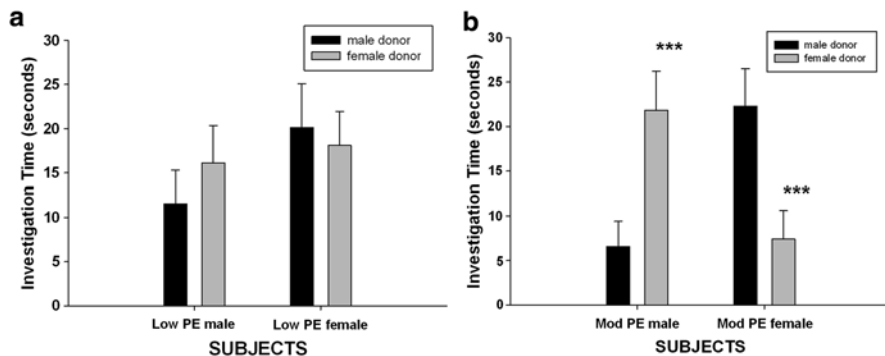 a
Investigation Time (seconds)
30
25
20
15
10
5
0
male donor
female donor
Low PE male
Low PE female
SUBJECTS
b
Investigation Time (seconds)
30
25
20
15
10
5
0
***
***
male donor
female donor
Mod PE male
Mod PE female
SUBJECTS